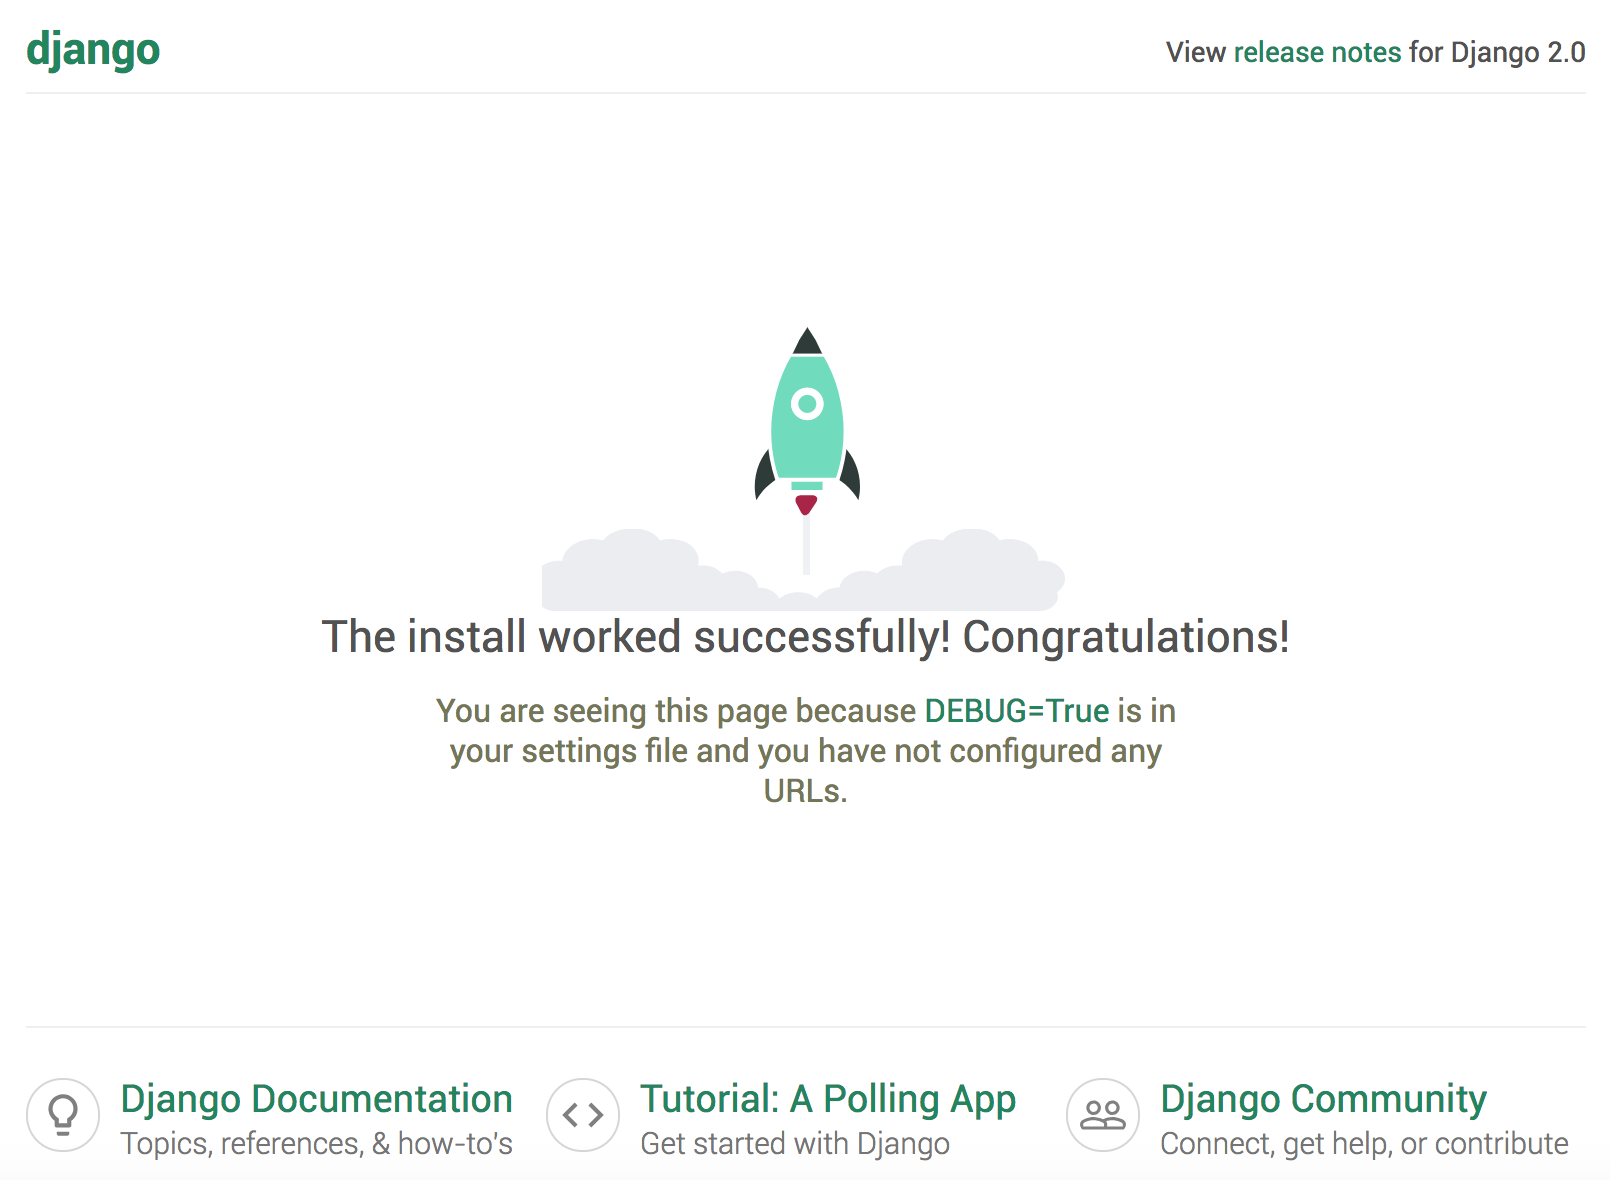 django
View release notes for Django 2.0
The install worked successfully! Congratulations!
You are seeing this page because DEBUG=True is in
your settings file and you have not configured any
URLs.
Django Documentation
Topics, references, & how-to's
Tutorial: A Polling App
Get started with Django
Django Community
Connect, get help, or contribute